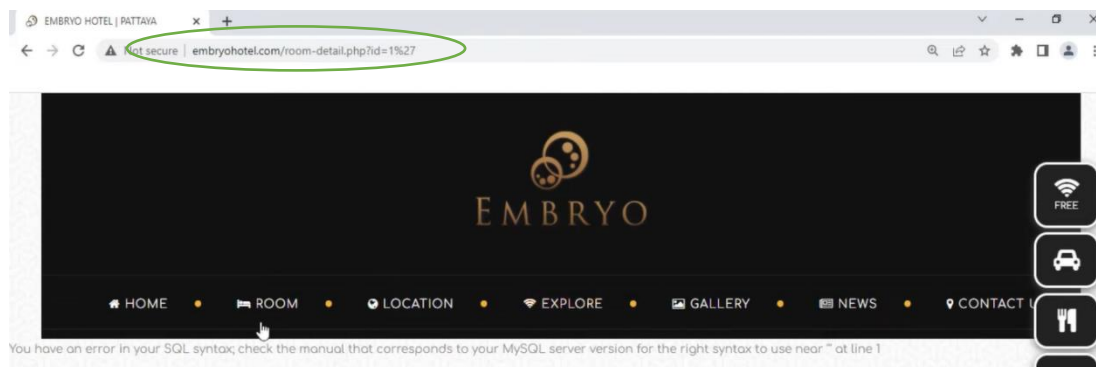 EMBRYO HOTEL | PATTAYA
Not secure | embryohotel.com/room-detail.php?id=1%27
EMBRYO
FREE
HOME • ROOM • LOCATION • EXPLORE • GALLERY • NEWS • CONTACT U
You have an error in your SQL syntax; check the manual that corresponds to your MySQL server version for the right syntax to use near '' at line 1